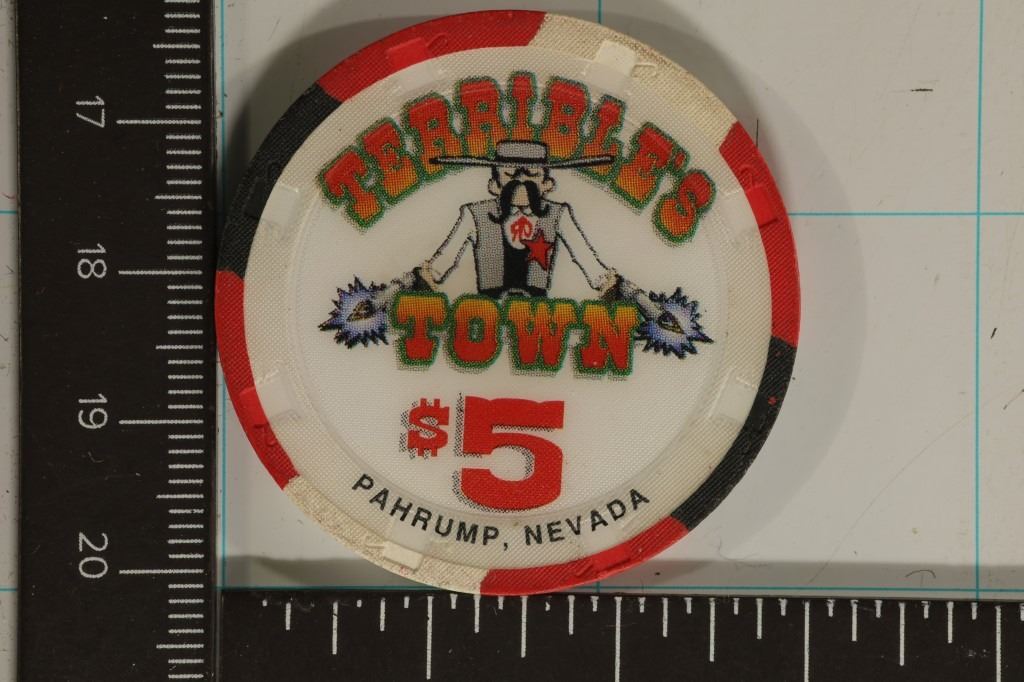 TERRIBLE'S
TOWN
$5
PAHRUMP, NEVADA
17
18
19
20